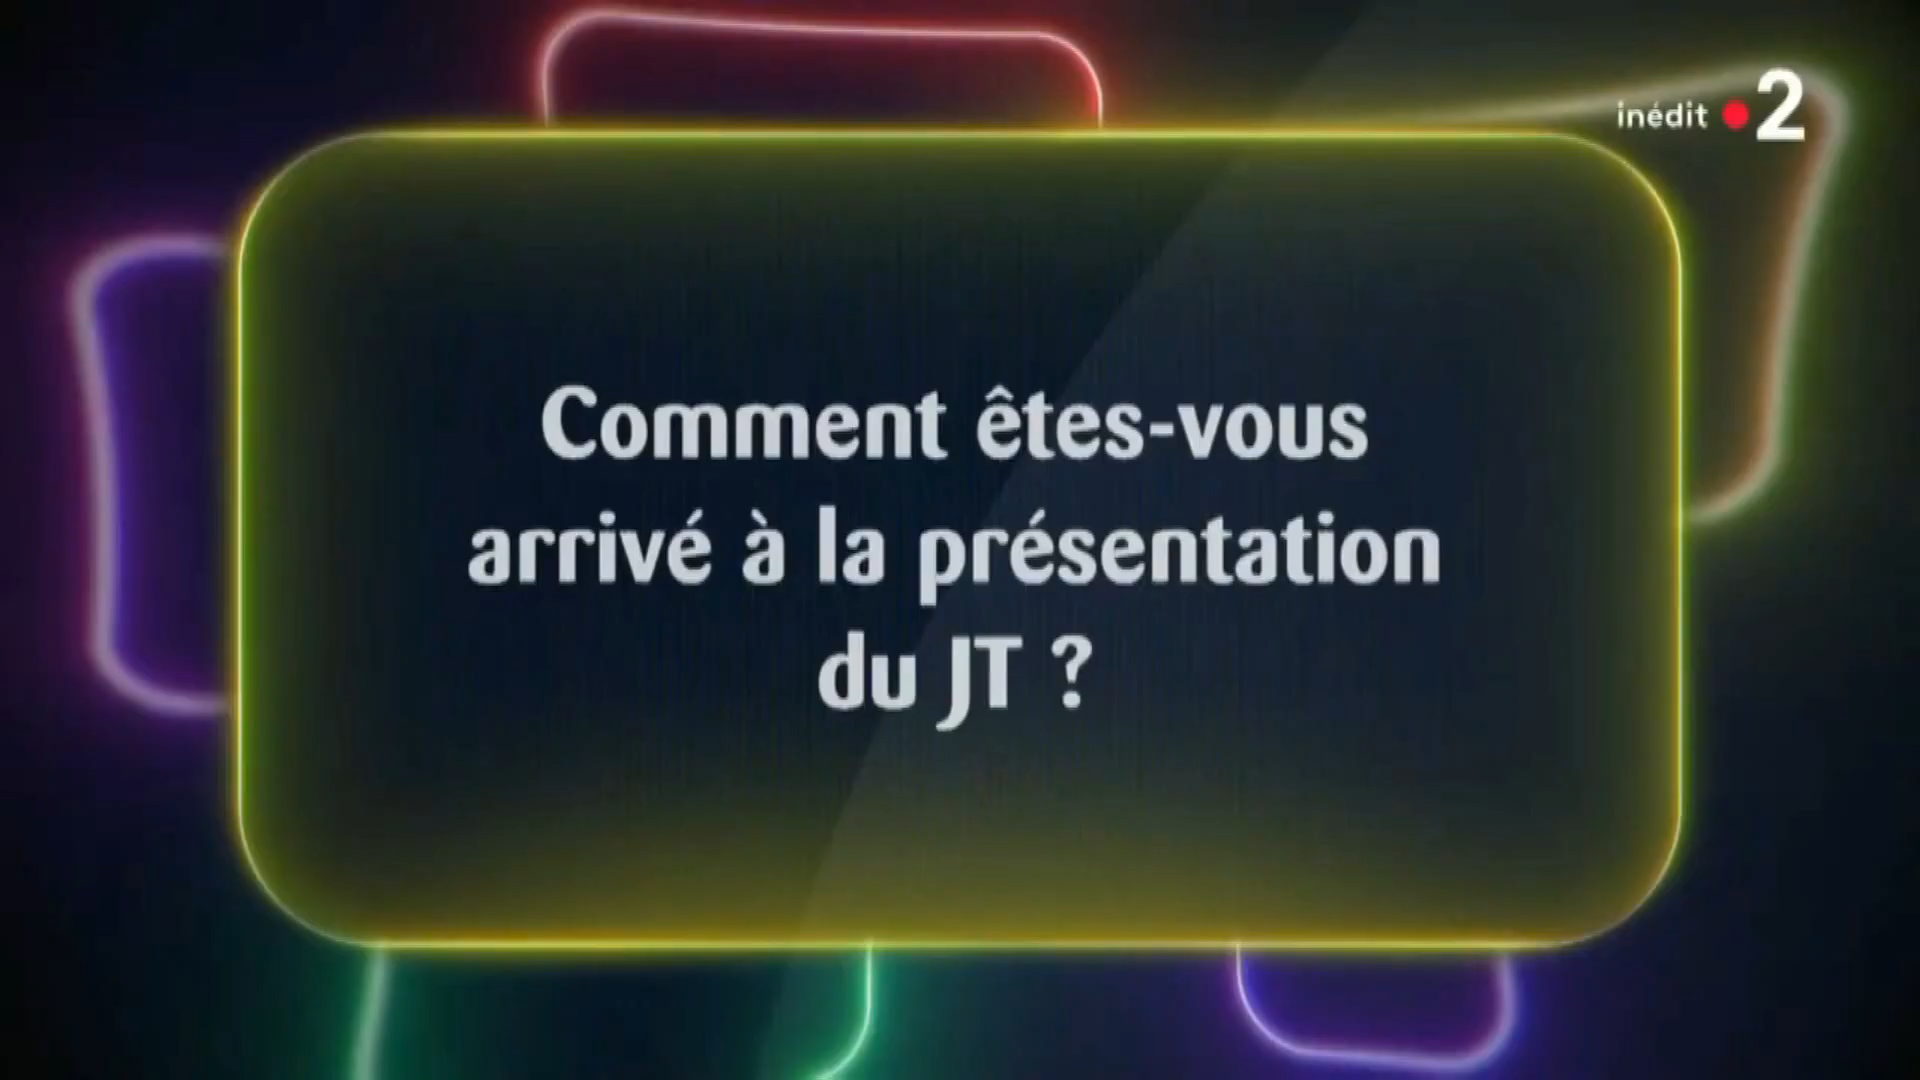 inédit 2
Comment êtes-vous
arrivé à la présentation
du JT ?